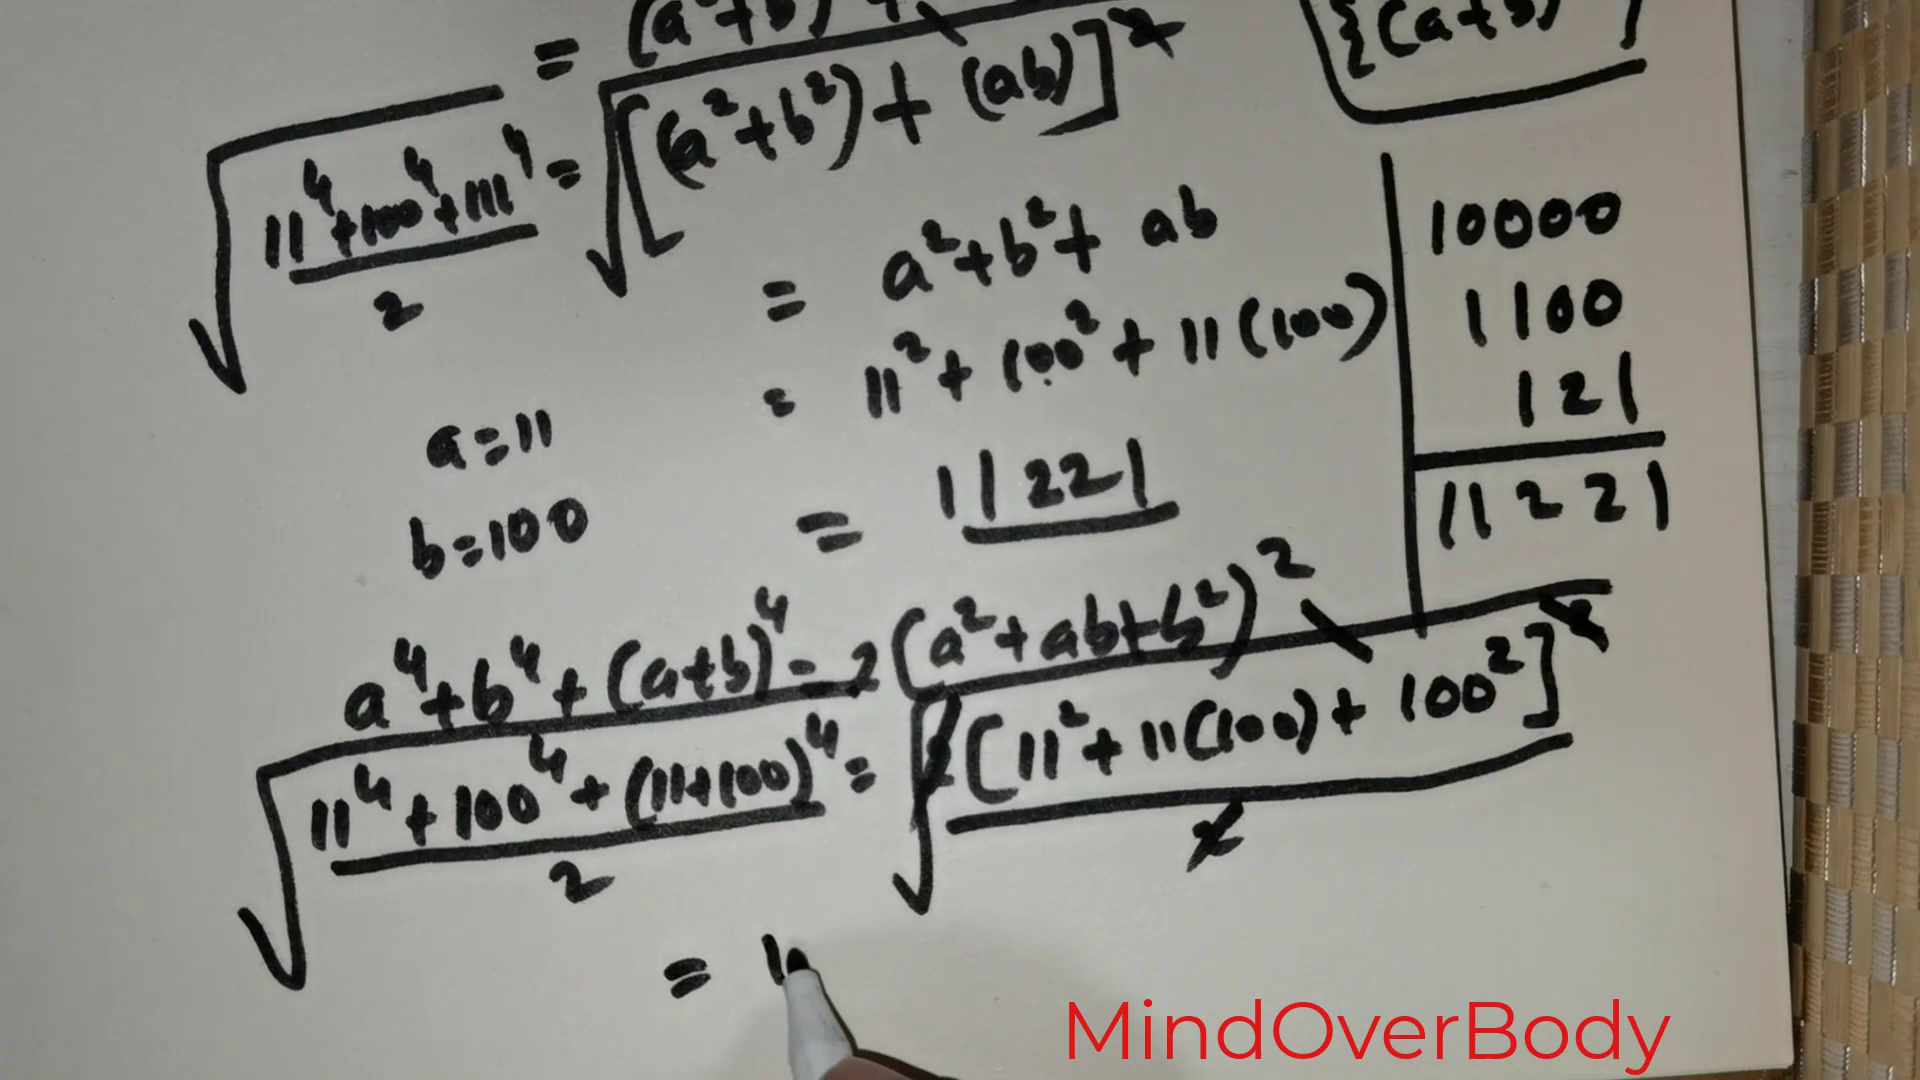 = (a²+b²)
√[(a²+b²)+(ab)]²
{(a+b)
√((11⁴+100⁴+111⁴)/2) =
= a²+b²+ ab
= 11²+100²+11(100)
a=11
b=100
= 11221
10000
1100
121
11221
a⁴+b⁴+(a+b)⁴=2(a²+ab+b²)²
√((11⁴+100⁴+(11+100)⁴)/2) = √(2[11²+11(100)+100²]²/2)
= 1
MindOverBody